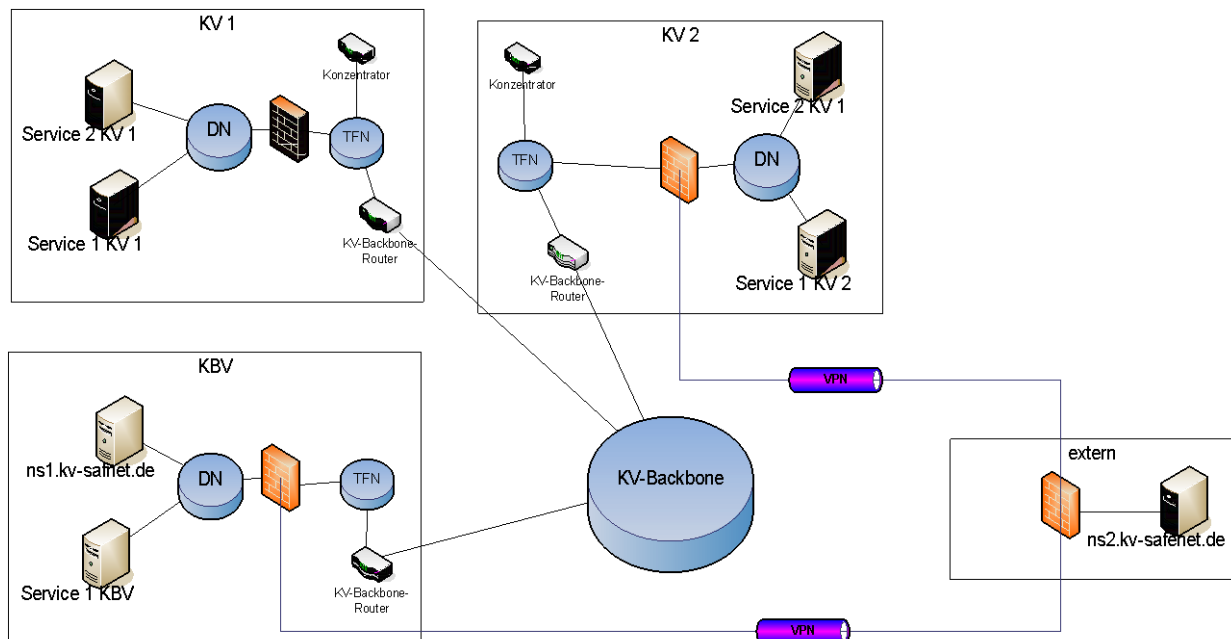 KV 1
Konzentrator
Service 2 KV 1
DN
TFN
Service 1 KV 1
KV-Backbone-
Router
KV 2
Konzentrator
Service 2 KV 1
TFN
DN
KV-Backbone-
Router
Service 1 KV 2
KBV
ns1.kv-safnet.de
DN
TFN
Service 1 KBV
KV-Backbone-
Router
KV-Backbone
VPN
extern
ns2.kv-safenet.de
VPN